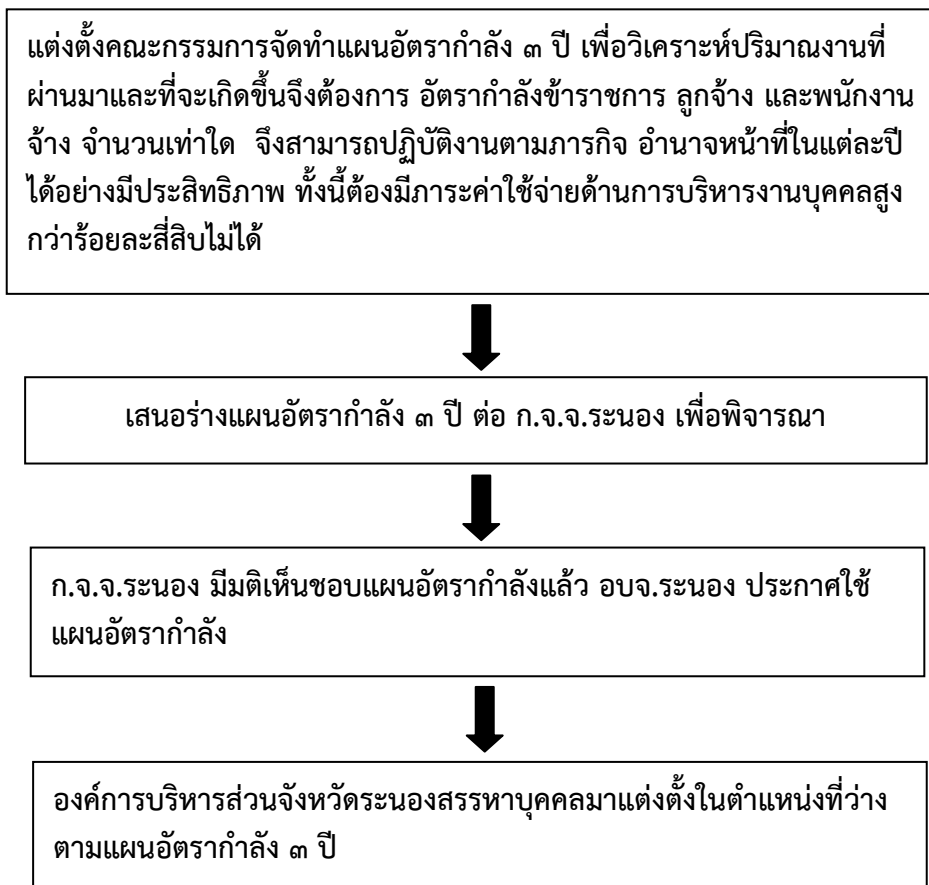 แต่งตั้งคณะกรรมการจัดทำแผนอัตรากำลัง ๓ ปี เพื่อวิเคราะห์ปริมาณงานที่
ผ่านมาและที่จะเกิดขึ้นจึงต้องการ อัตรากำลังข้าราชการ ลูกจ้าง และพนักงาน
จ้าง จำนวนเท่าใด จึงสามารถปฏิบัติงานตามภารกิจ อำนาจหน้าที่ในแต่ละปี
ได้อย่างมีประสิทธิภาพ ทั้งนี้ต้องมีภาระค่าใช้จ่ายด้านการบริหารงานบุคคลสูง
กว่าร้อยละสี่สิบไม่ได้
เสนอร่างแผนอัตรากำลัง ๓ ปี ต่อ ก.จ.จ.ระนอง เพื่อพิจารณา
ก.จ.จ.ระนอง มีมติเห็นชอบแผนอัตรากำลังแล้ว อบจ.ระนอง ประกาศใช้
แผนอัตรากำลัง
องค์การบริหารส่วนจังหวัดระนองสรรหาบุคคลมาแต่งตั้งในตำแหน่งที่ว่าง
ตามแผนอัตรากำลัง ๓ ปี